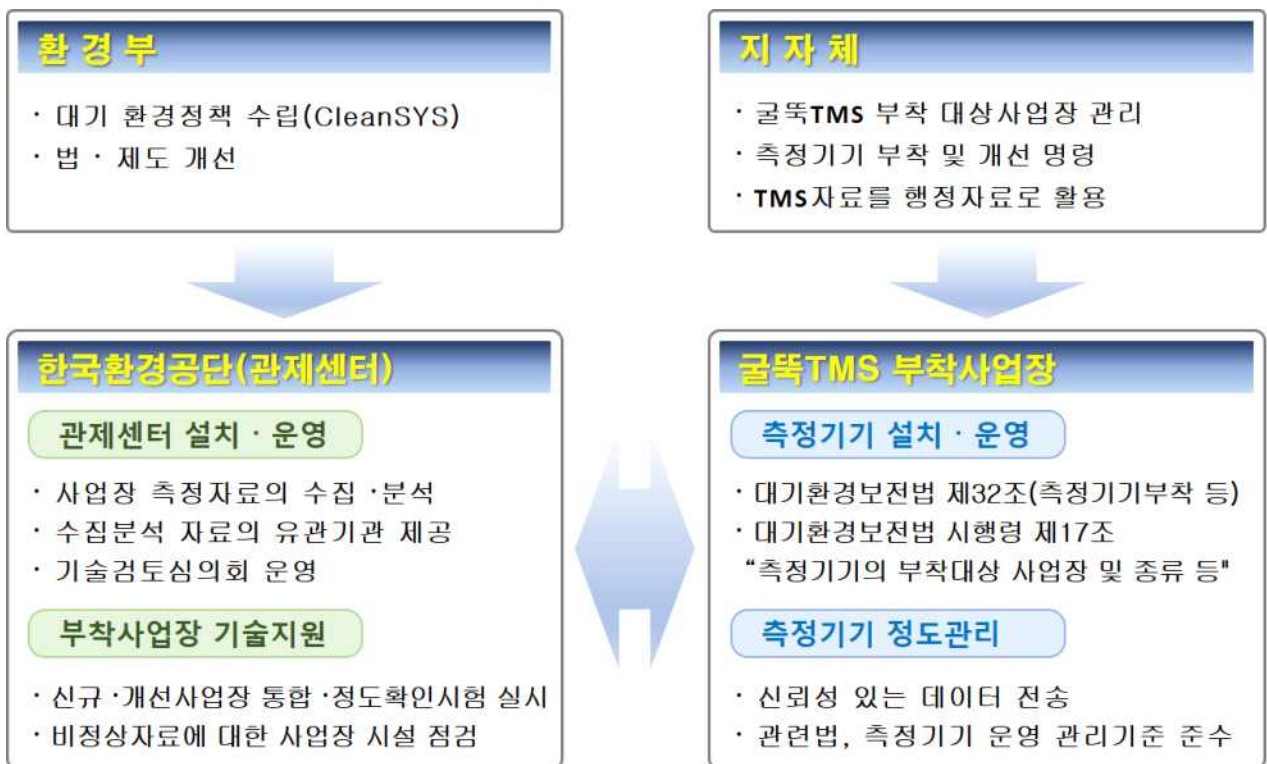 환 경 부
· 대기 환경정책 수립(CleanSYS)
· 법 · 제도 개선
지 자 체
· 굴뚝TMS 부착 대상사업장 관리
· 측정기기 부착 및 개선 명령
· TMS자료를 행정자료로 활용
한국환경공단(관제센터)
관제센터 설치 · 운영
· 사업장 측정자료의 수집 ·분석
· 수집분석 자료의 유관기관 제공
· 기술검토심의회 운영
부착사업장 기술지원
· 신규 ·개선사업장 통합 ·정도확인시험 실시
· 비정상자료에 대한 사업장 시설 점검
굴뚝TMS 부착사업장
측정기기 설치 · 운영
· 대기환경보전법 제32조(측정기기부착 등)
· 대기환경보전법 시행령 제17조
“측정기기의 부착대상 사업장 및 종류 등"
측정기기 정도관리
· 신뢰성 있는 데이터 전송
· 관련법, 측정기기 운영 관리기준 준수